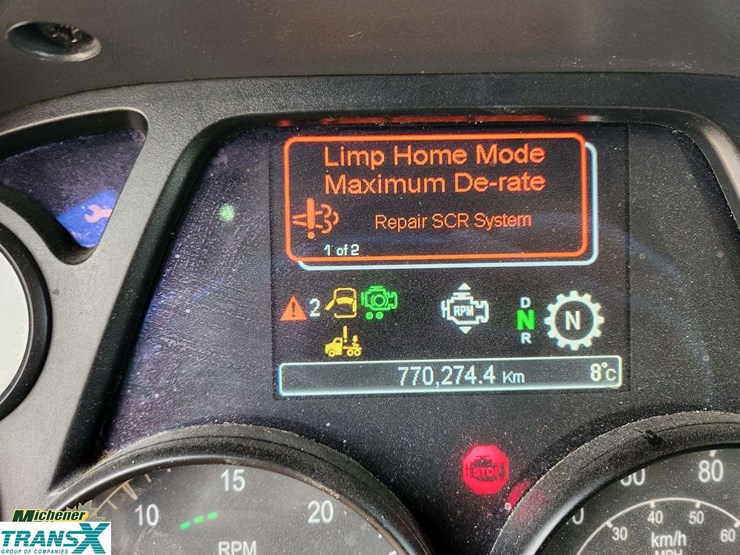 Limp Home Mode
Maximum De-rate
Repair SCR System
1 of 2
2
RPM
D
N
R
N
770,274.4 Km 8°C
STOP
10 15 20
RPM
80
30 40 50 60
km/h
MPH
MICHENER
TRANSX
GROUP OF COMPANIES